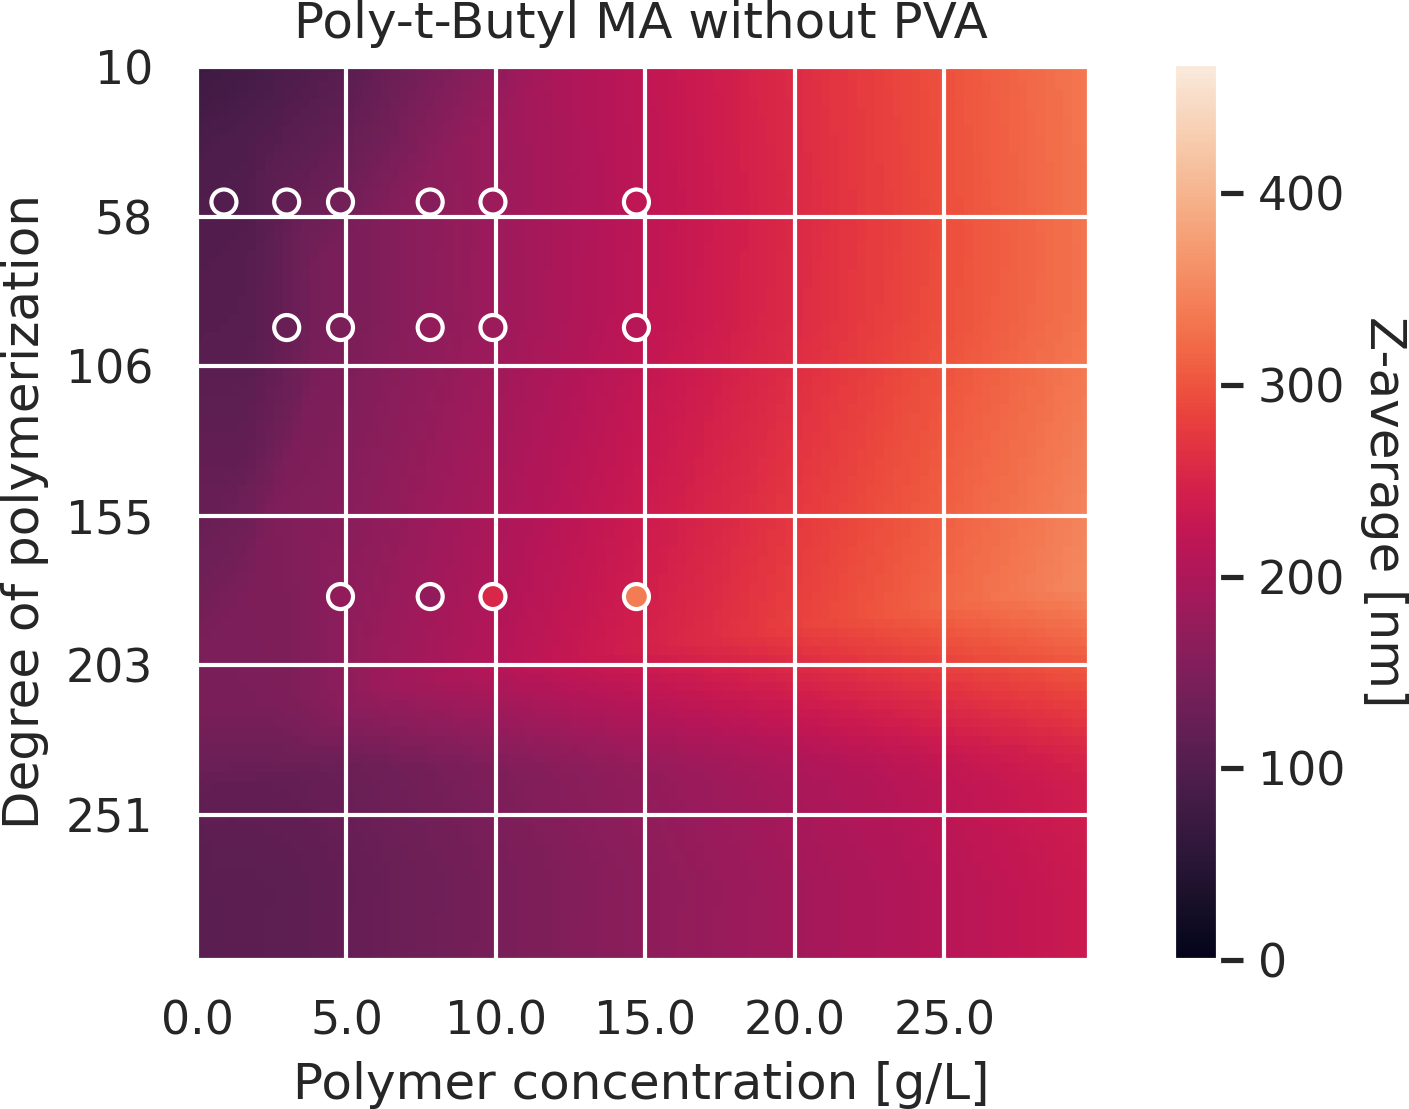 Poly-t-Butyl MA without PVA
10
58
106
155
203
251
Degree of polymerization
0.0 5.0 10.0 15.0 20.0 25.0
Polymer concentration [g/L]
400
300
200
100
0
Z-average [nm]